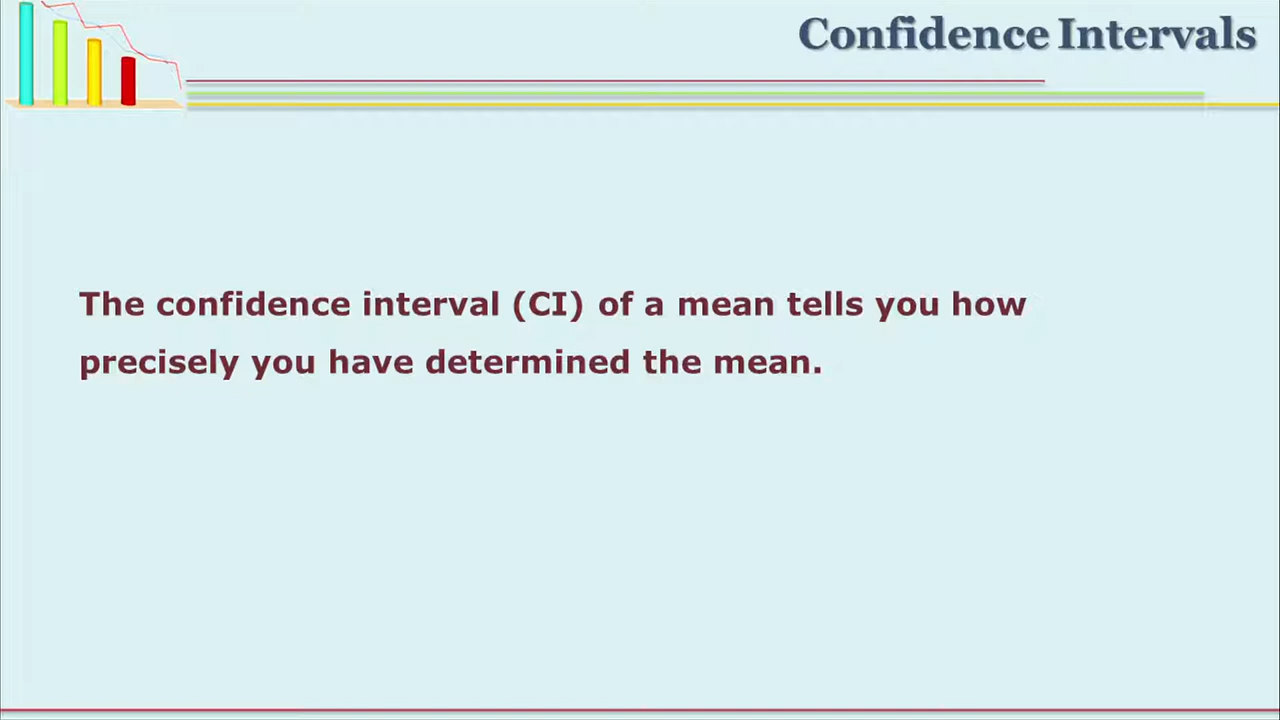 Confidence Intervals
The confidence interval (CI) of a mean tells you how
precisely you have determined the mean.